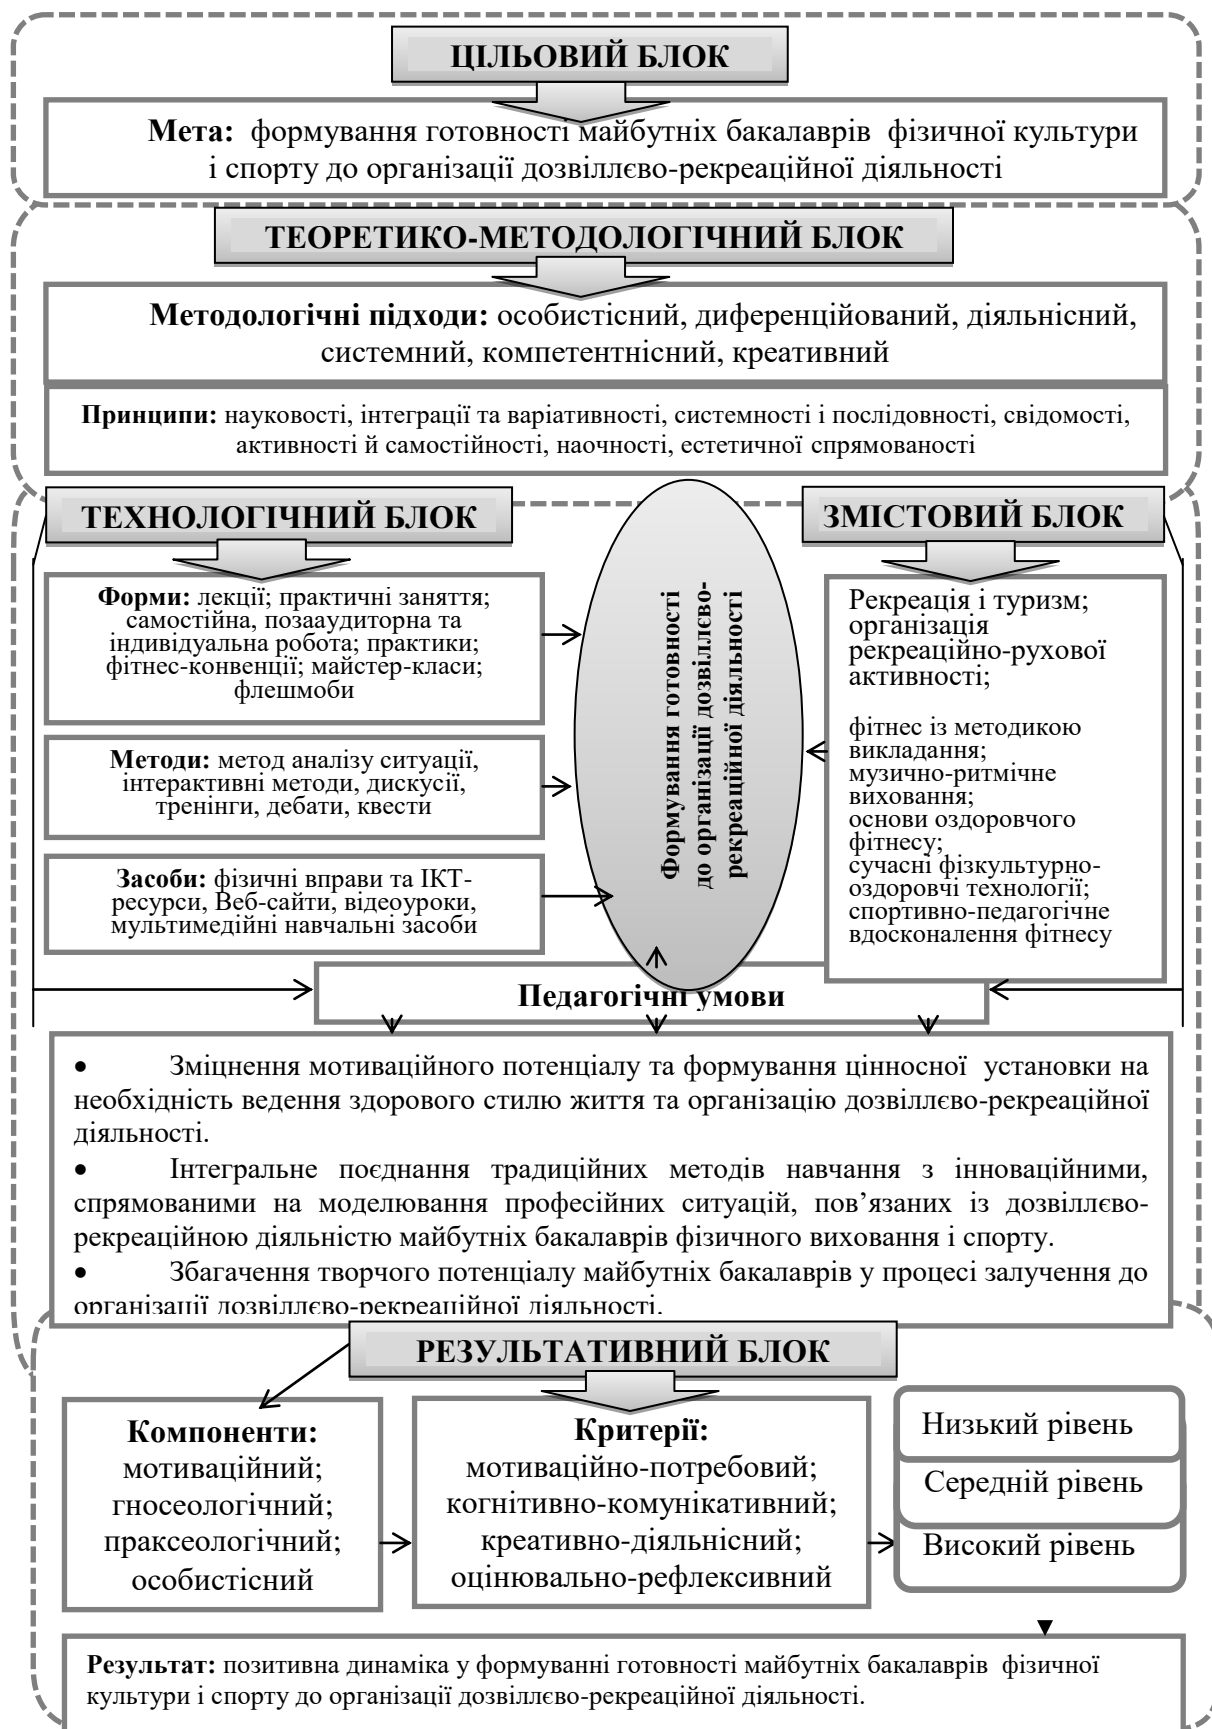 ЦІЛЬОВИЙ БЛОК
Мета: формування готовності майбутніх бакалаврів фізичної культури
і спорту до організації дозвіллєво-рекреаційної діяльності
ТЕОРЕТИКО-МЕТОДОЛОГІЧНИЙ БЛОК
Методологічні підходи: особистісний, диференційований, діяльнісний,
системний, компетентнісний, креативний
Принципи: науковості, інтеграції та варіативності, системності і послідовності, свідомості,
активності й самостійності, наочності, естетичної спрямованості
ТЕХНОЛОГІЧНИЙ БЛОК
Форми: лекції; практичні заняття;
самостійна, позааудиторна та
індивідуальна робота; практики;
фітнес-конвенції; майстер-класи;
флешмоби
Методи: метод аналізу ситуації,
інтерактивні методи, дискусії,
тренінги, дебати, квести
Засоби: фізичні вправи та ІКТ-
ресурси, Веб-сайти, відеоуроки,
мультимедійні навчальні засоби
Формування готовності
до організації дозвіллєво-
рекреаційної діяльності
ЗМІСТОВИЙ БЛОК
Рекреація і туризм;
організація
рекреаційно-рухової
активності;
фітнес із методикою
викладання;
музично-ритмічне
виховання;
основи оздоровчого
фітнесу;
сучасні фізкультурно-
оздоровчі технології;
спортивно-педагогічне
вдосконалення фітнесу
Педагогічні умови
• Зміцнення мотиваційного потенціалу та формування цінносної установки на
необхідність ведення здорового стилю життя та організацію дозвіллєво-рекреаційної
діяльності.
• Інтегральне поєднання традиційних методів навчання з інноваційними,
спрямованими на моделювання професійних ситуацій, пов’язаних із дозвіллєво-
рекреаційною діяльністю майбутніх бакалаврів фізичного виховання і спорту.
• Збагачення творчого потенціалу майбутніх бакалаврів у процесі залучення до
організації дозвіллєво-рекреаційної діяльності.
РЕЗУЛЬТАТИВНИЙ БЛОК
Компоненти:
мотиваційний;
гносеологічний;
праксеологічний;
особистісний
Критерії:
мотиваційно-потребовий;
когнітивно-комунікативний;
креативно-діяльнісний;
оцінювально-рефлексивний
Низький рівень
Середній рівень
Високий рівень
Результат: позитивна динаміка у формуванні готовності майбутніх бакалаврів фізичної
культури і спорту до організації дозвіллєво-рекреаційної діяльності.